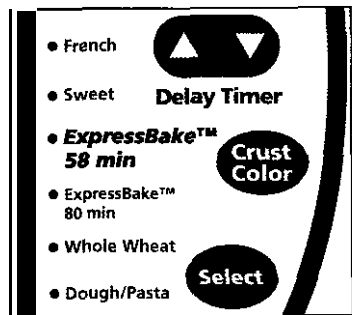 French
Sweet
Delay Timer
ExpressBake™
58 min
Crust
Color
ExpressBake™
80 min
Whole Wheat
Select
Dough/Pasta